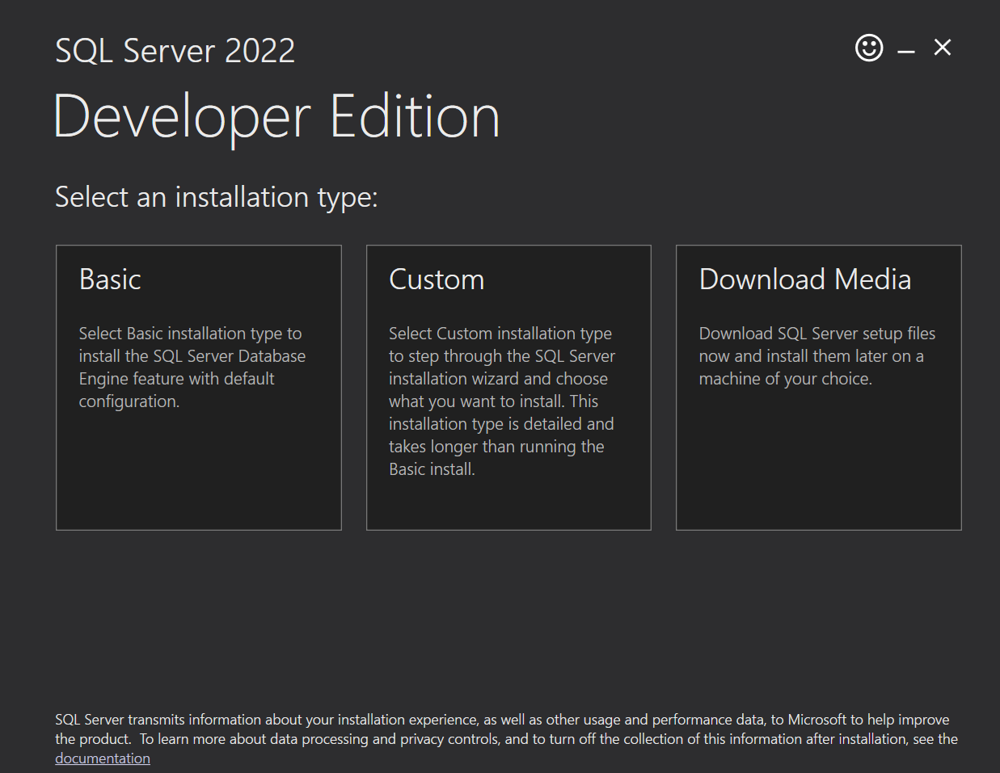 SQL Server 2022
Developer Edition
Select an installation type:
Basic
Select Basic installation type to
install the SQL Server Database
Engine feature with default
configuration.
Custom
Select Custom installation type
to step through the SQL Server
installation wizard and choose
what you want to install. This
installation type is detailed and
takes longer than running the
Basic install.
Download Media
Download SQL Server setup files
now and install them later on a
machine of your choice.
SQL Server transmits information about your installation experience, as well as other usage and performance data, to Microsoft to help improve
the product.  To learn more about data processing and privacy controls, and to turn off the collection of this information after installation, see the
documentation